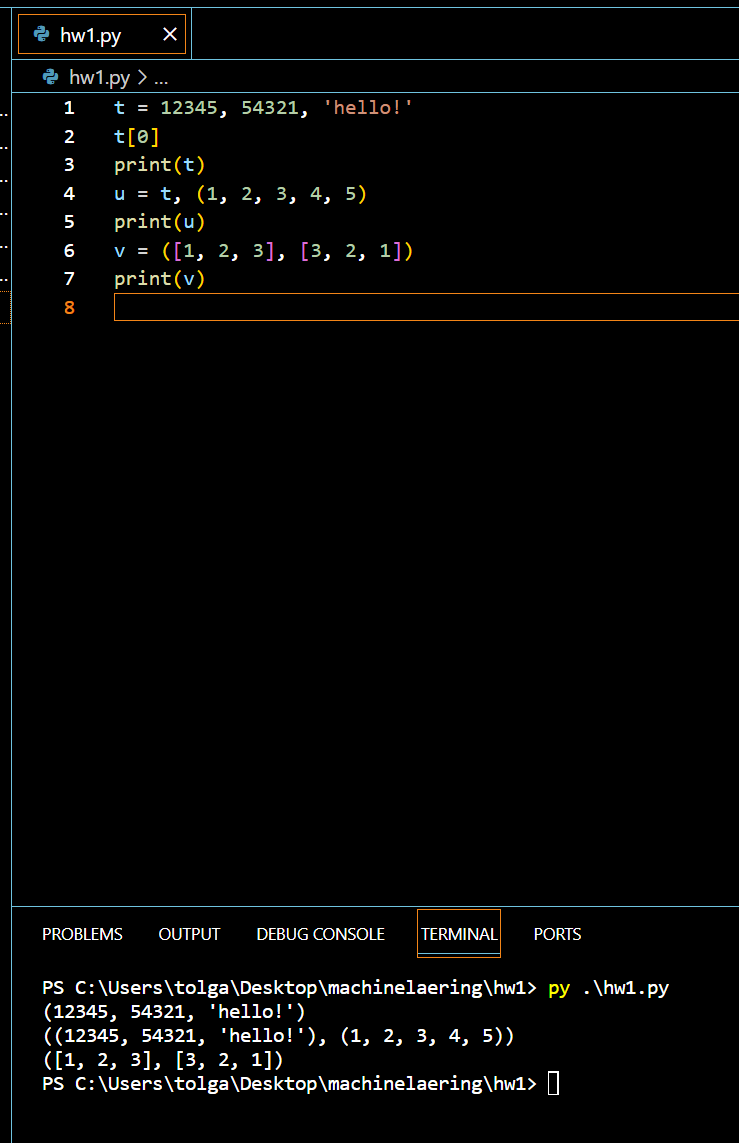 hw1.py
hw1.py > ...
1 t = 12345, 54321, 'hello!'
2 t[0]
3 print(t)
4 u = t, (1, 2, 3, 4, 5)
5 print(u)
6 v = ([1, 2, 3], [3, 2, 1])
7 print(v)
8
PROBLEMS OUTPUT DEBUG CONSOLE TERMINAL PORTS
PS C:\Users\tolga\Desktop\machinelaering\hw1> py .\hw1.py
(12345, 54321, 'hello!')
((12345, 54321, 'hello!'), (1, 2, 3, 4, 5))
([1, 2, 3], [3, 2, 1])
PS C:\Users\tolga\Desktop\machinelaering\hw1>